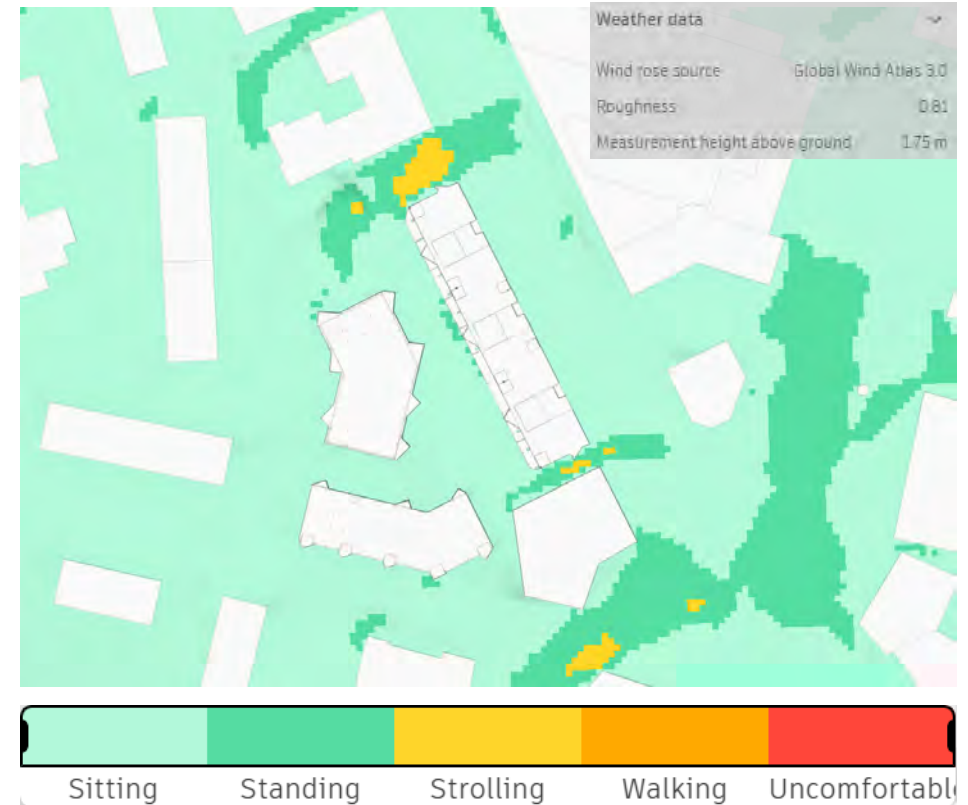 Weather data
Wind rose source Global Wind Atlas 3.0
Roughness 0.81
Measurement height above ground 1.75 m
Sitting Standing Strolling Walking Uncomfortable